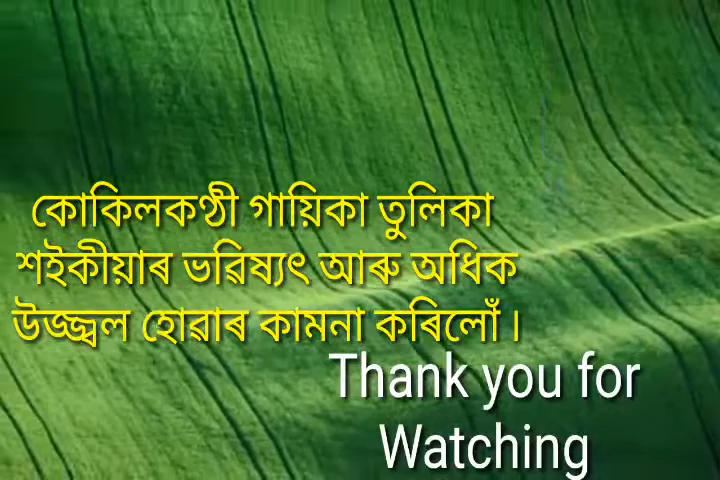 কোকিলকণ্ঠী গায়িকা তুলিকা
শইকীয়াৰ ভৱিষ্যৎ আৰু অধিক
উজ্জ্বল হোৱাৰ কামনা কৰিলোঁ।
Thank you for
Watching